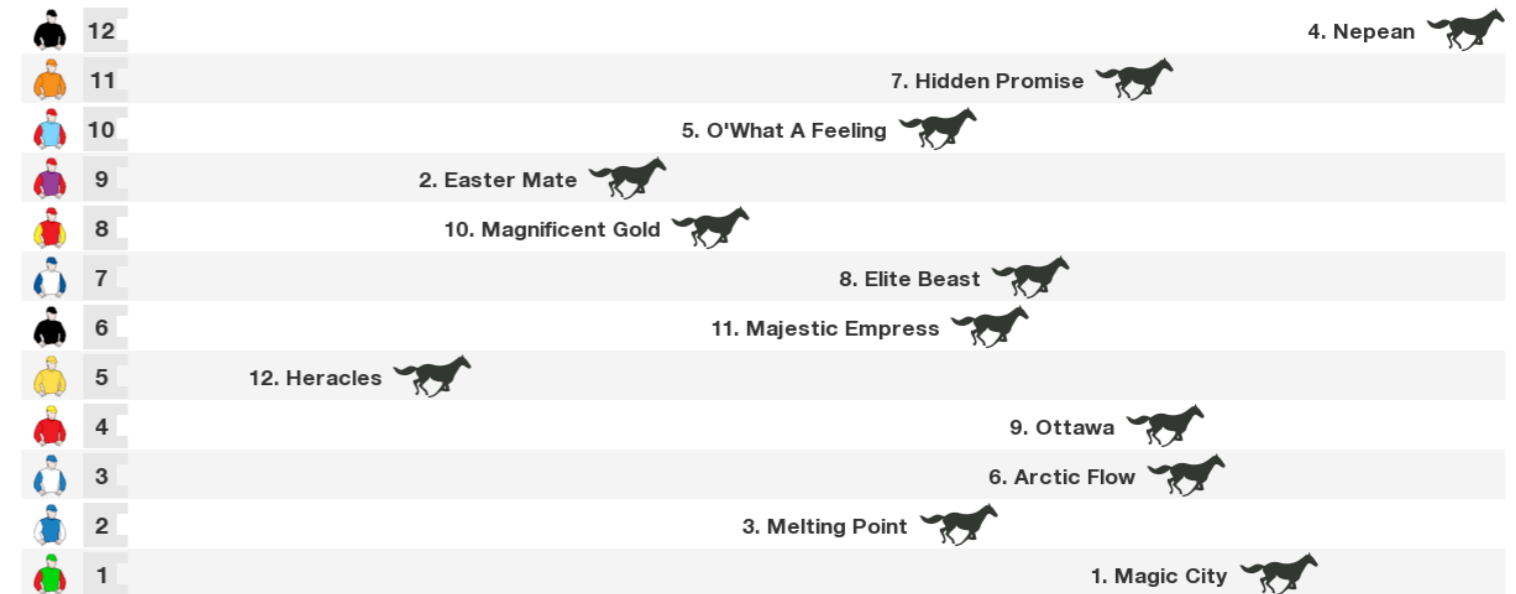 12 4. Nepean
11 7. Hidden Promise
10 5. O'What A Feeling
9 2. Easter Mate
8 10. Magnificent Gold
7 8. Elite Beast
6 11. Majestic Empress
5 12. Heracles
4 9. Ottawa
3 6. Arctic Flow
2 3. Melting Point
1 1. Magic City